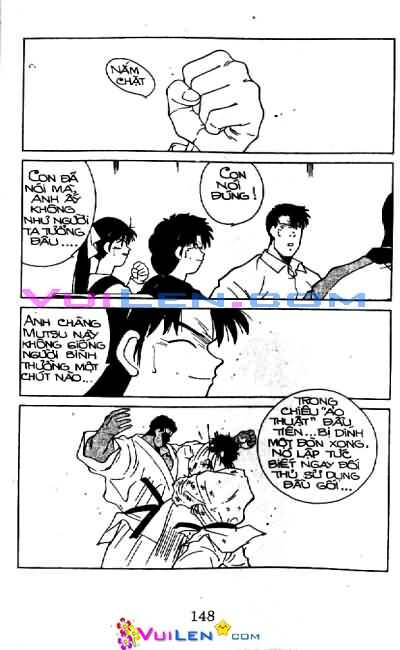 NẮM
CHẶT
CON ĐÃ
NÓI MÀ,
ANH ẤY
KHÔNG
NHƯ NGƯỜI
TA TƯỞNG
ĐÂU....
CON
NÓI
ĐÚNG!
VUILEN.COM
ANH CHÀNG
MUTSU NÀY
KHÔNG GIỐNG
NGƯỜI BÌNH
THƯỜNG MỘT
CHÚT NÀO...
TRONG
CHIÊU "ẢO
THUẬT" ĐẦU
TIÊN... BỊ DÍNH
MỘT ĐÒN XONG,
NÓ LẬP TỨC
BIẾT NGAY ĐỐI
THỦ SỬ DỤNG
ĐẦU GỐI...
148
VUILEN.COM